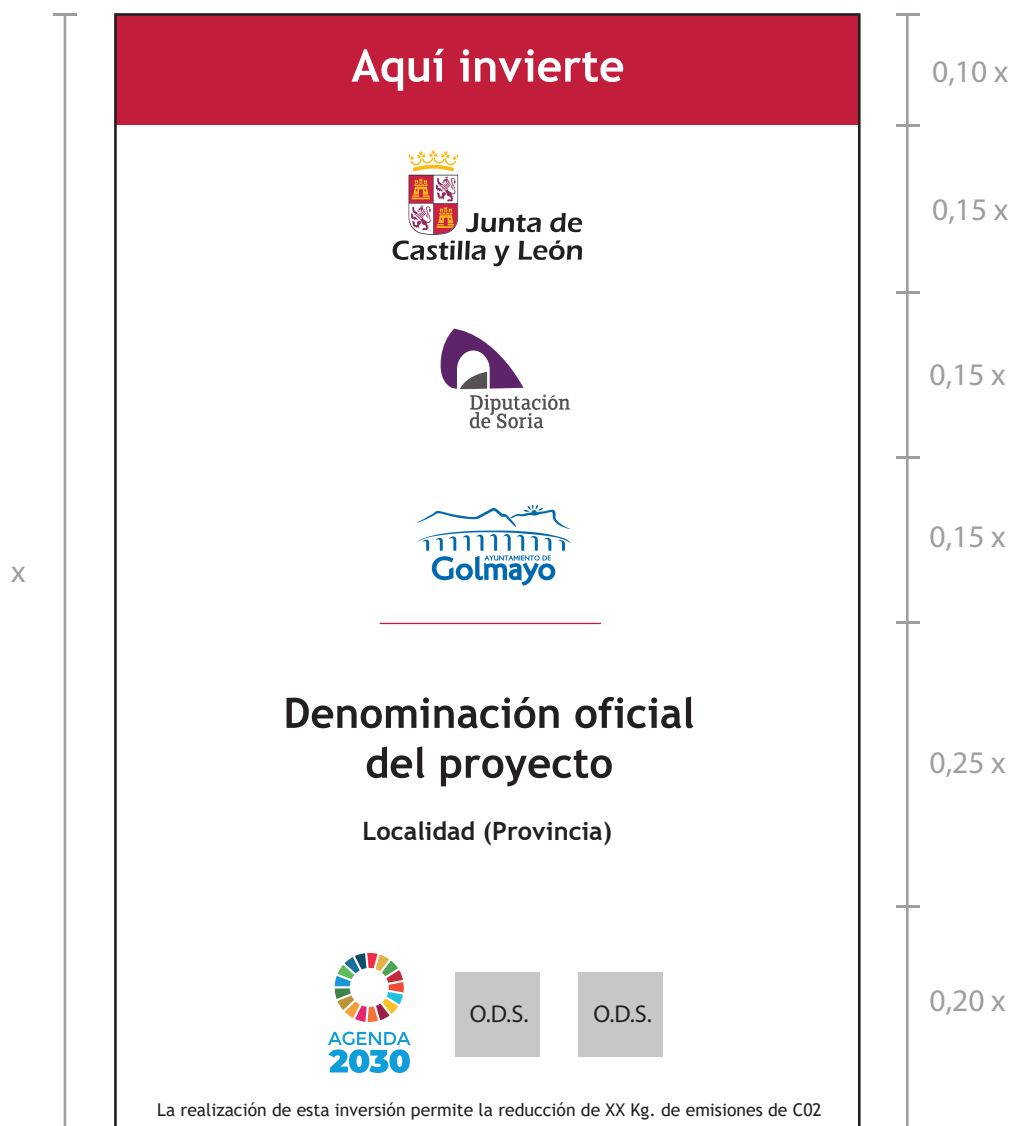 Aquí invierte
0,10 x
Junta de
Castilla y León
0,15 x
Diputación
de Soria
0,15 x
AYUNTAMIENTO DE
Golmayo
0,15 x
x
Denominación oficial
del proyecto
0,25 x
Localidad (Provincia)
AGENDA
2030
O.D.S.
O.D.S.
0,20 x
La realización de esta inversión permite la reducción de XX Kg. de emisiones de C02